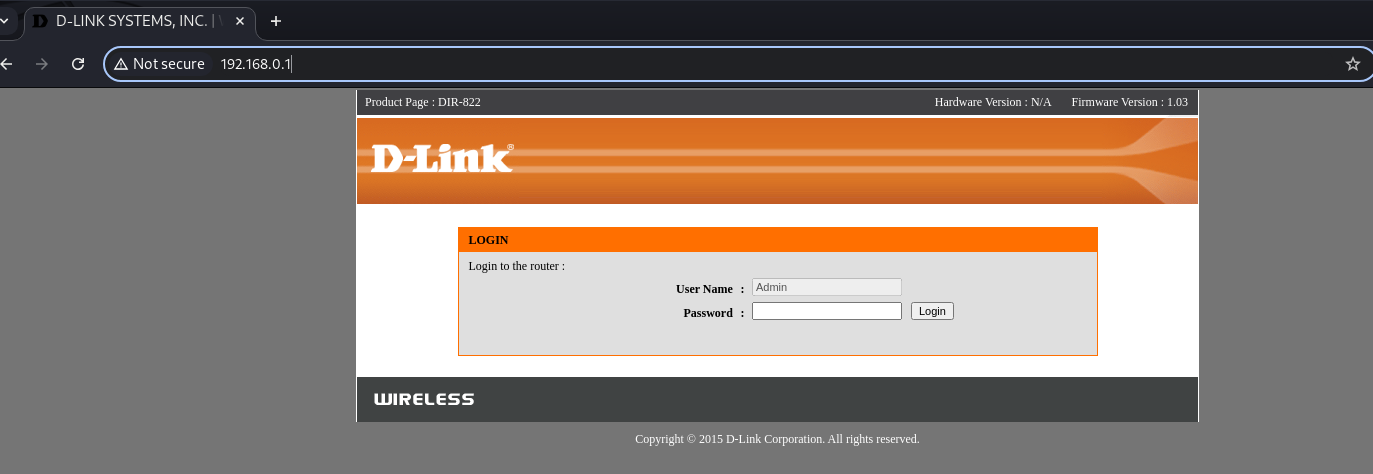 D-LINK SYSTEMS, INC. |
Not secure 192.168.0.1
Product Page : DIR-822 Hardware Version : N/A Firmware Version : 1.03
D-Link®
LOGIN
Login to the router :
User Name : Admin
Password : Login
WIRELESS
Copyright © 2015 D-Link Corporation. All rights reserved.